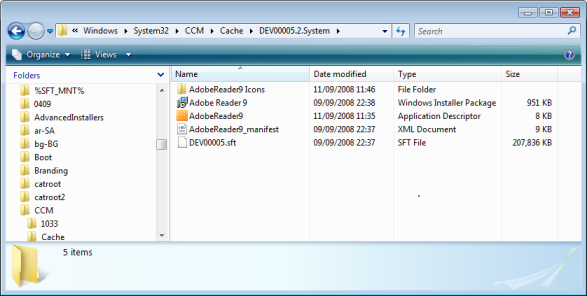 « Windows ▸ System32 ▸ CCM ▸ Cache ▸ DEV00005.2.System ▸ Search
Organize Views
Folders
%SFT_MNT%
0409
AdvancedInstallers
ar-SA
bg-BG
Boot
Branding
catroot
catroot2
CCM
1033
Cache
Name Date modified Type Size
AdobeReader9 Icons 11/09/2008 11:46 File Folder
Adobe Reader 9 09/09/2008 22:38 Windows Installer Package 951 KB
AdobeReader9 11/09/2008 11:35 Application Descriptor 8 KB
AdobeReader9_manifest 09/09/2008 22:37 XML Document 9 KB
DEV00005.sft 09/09/2008 22:37 SFT File 207,836 KB
5 items